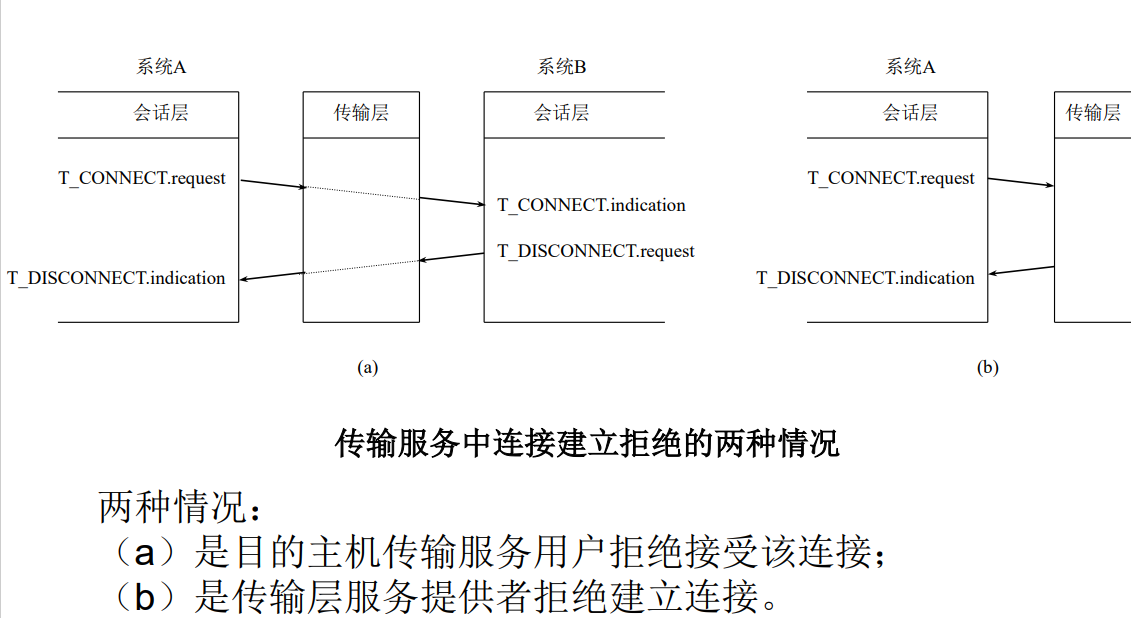 系统A 系统B 系统A
会话层 传输层 会话层 会话层 传输层
T_CONNECT.request T_CONNECT.request
T_CONNECT.indication
T_DISCONNECT.request
T_DISCONNECT.indication T_DISCONNECT.indication
(a) (b)
传输服务中连接建立拒绝的两种情况
两种情况：
（a）是目的主机传输服务用户拒绝接受该连接；
（b）是传输层服务提供者拒绝建立连接。